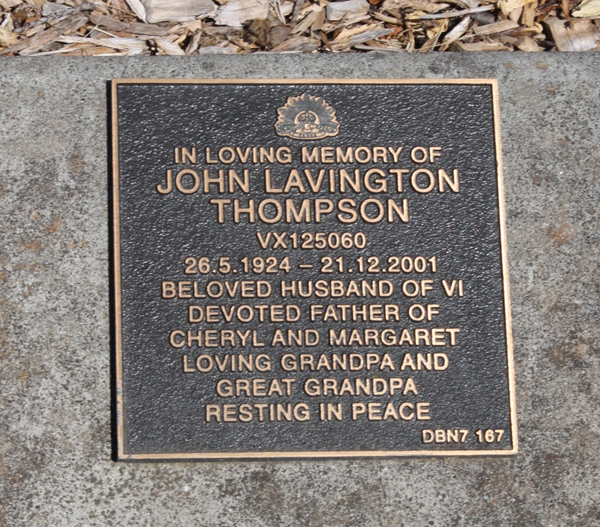 IN LOVING MEMORY OF
JOHN LAVINGTON
THOMPSON
VX125060
26.5.1924 – 21.12.2001
BELOVED HUSBAND OF VI
DEVOTED FATHER OF
CHERYL AND MARGARET
LOVING GRANDPA AND
GREAT GRANDPA
RESTING IN PEACE
DBN7 167